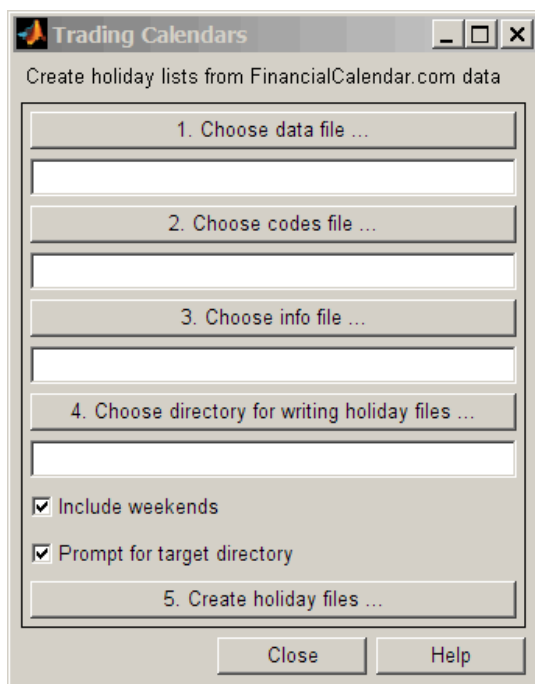 Trading Calendars
Create holiday lists from FinancialCalendar.com data
1. Choose data file ...
2. Choose codes file ...
3. Choose info file ...
4. Choose directory for writing holiday files ...
Include weekends
Prompt for target directory
5. Create holiday files ...
Close Help